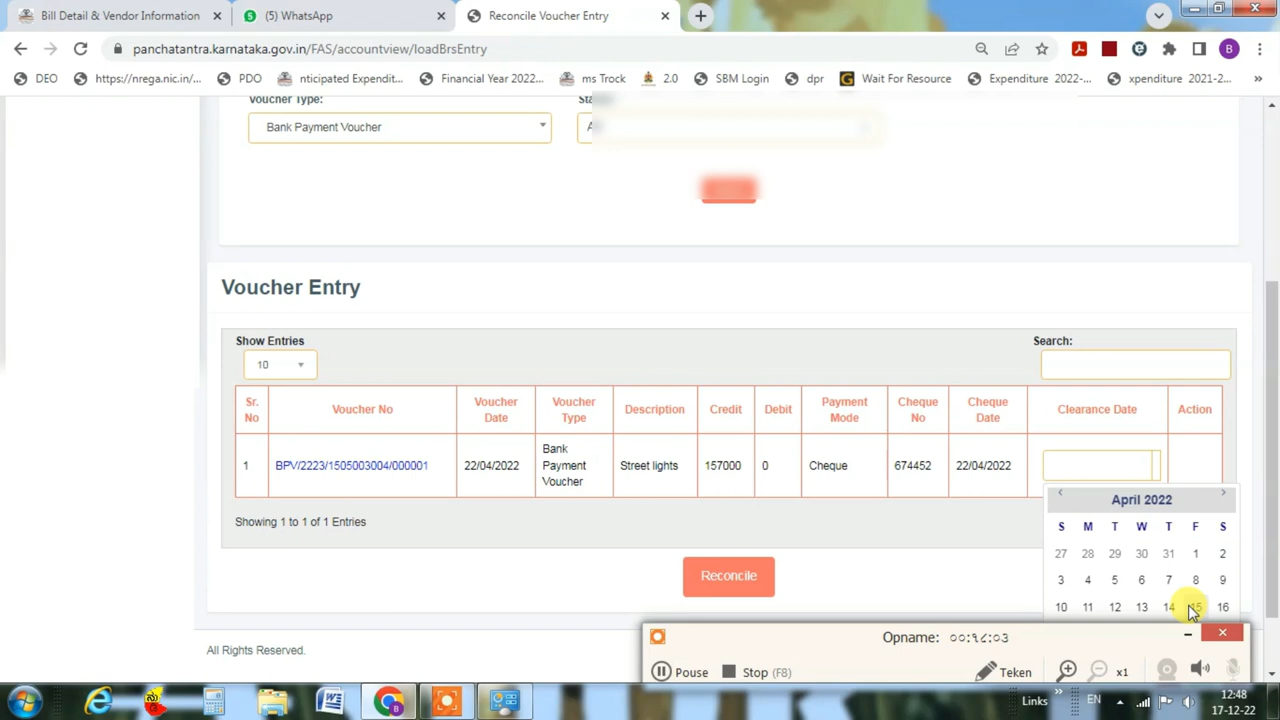 Bill Detail & Vendor Information
(5) WhatsApp
Reconcile Voucher Entry
panchatantra.karnataka.gov.in/FAS/accountview/loadBrsEntry
DEO
https://nrega.nic.in/
PDO
nticipated Expendit...
Financial Year 2022...
ms Trock
2.0
SBM Login
dpr
Wait For Resource
Expenditure 2022-...
xpenditure 2021-2...
»
Voucher Type:
Bank Payment Voucher
Voucher Entry
Show Entries
Search:
10
Sr. No
Voucher No
Voucher Date
Voucher Type
Description
Credit
Debit
Payment Mode
Cheque No
Cheque Date
Clearance Date
Action
1
BPV/2223/1505003004/000001
22/04/2022
Bank Payment Voucher
Street lights
157000
0
Cheque
674452
22/04/2022
Showing 1 to 1 of 1 Entries
April 2022
S M T W T F S
27 28 29 30 31 1 2
3 4 5 6 7 8 9
10 11 12 13 14 15 16
Reconcile
All Rights Reserved.
Opname:
Pause
Stop (F8)
Teken
x1
Links
»
EN
12:48
17-12-22